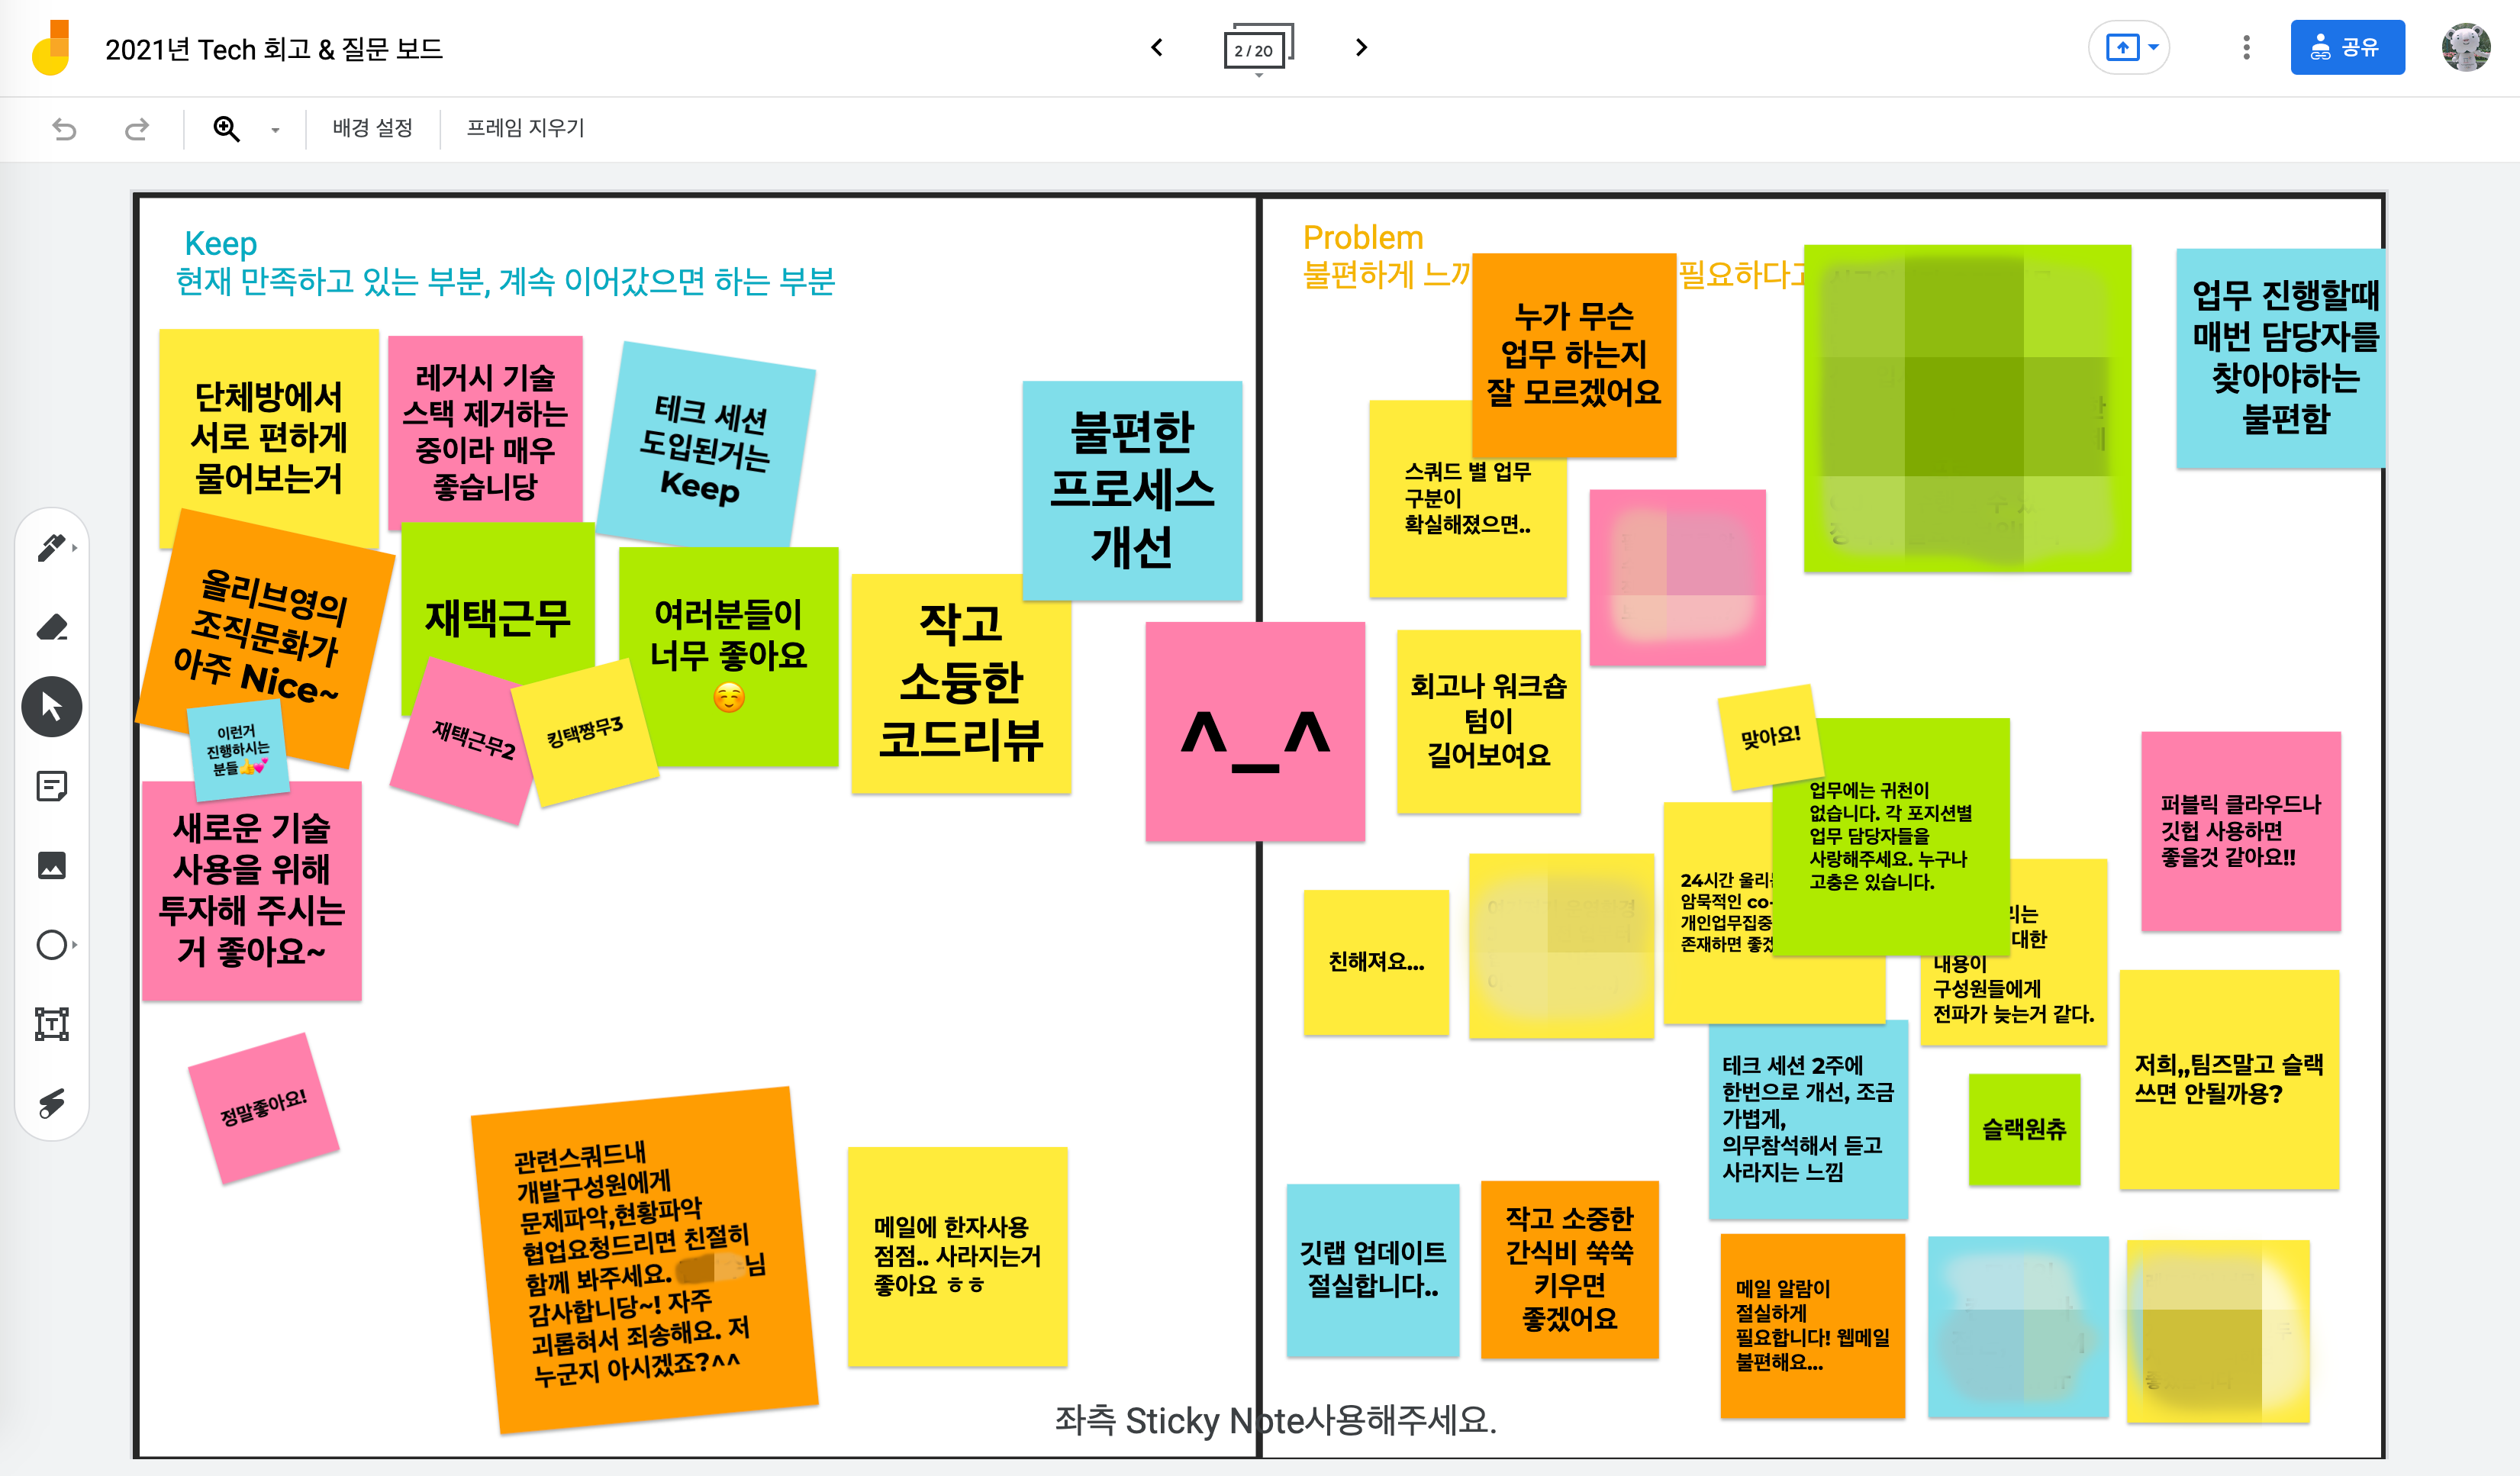 2021년 Tech 회고 & 질문 보드
2 / 20
공유
배경 설정
프레임 지우기
Keep
현재 만족하고 있는 부분, 계속 이어갔으면 하는 부분
단체방에서
서로 편하게
물어보는거
레거시 기술
스택 제거하는
중이라 매우
좋습니당
테크 세션
도입된거는
Keep
불편한
프로세스
개선
올리브영의
조직문화가
아주 Nice~
재택근무
여러분들이
너무 좋아요
☺️
작고
소듕한
코드리뷰
이런거
진행하시는
분들👍💕
재택근무2
킹택짱무3
^_^
새로운 기술
사용을 위해
투자해 주시는
거 좋아요~
정말좋아요!
관련스쿼드내
개발구성원에게
문제파악,현황파악
협업요청드리면 친절히
함께 봐주세요. 님
감사합니당~! 자주
괴롭혀서 죄송해요. 저
누군지 아시겠죠?^^
메일에 한자사용
점점.. 사라지는거
좋아요 ㅎㅎ
Problem
불편하게 느끼
필요하다고
누가 무슨
업무 하는지
잘 모르겠어요
업무 진행할때
매번 담당자를
찾아야하는
불편함
스쿼드 별 업무
구분이
확실해졌으면..
회고나 워크숍
텀이
길어보여요
맞아요!
업무에는 귀천이
없습니다. 각 포지션별
업무 담당자들을
사랑해주세요. 누구나
고충은 있습니다.
퍼블릭 클라우드나
깃헙 사용하면
좋을것 같아요!!
친해져요...
24시간 울리
암묵적인 co-
개인업무집중
존재하면 좋겠
리는
대한
내용이
구성원들에게
전파가 늦는거 같다.
테크 세션 2주에
한번으로 개선, 조금
가볍게,
의무참석해서 듣고
사라지는 느낌
슬랙원츄
저희,,팀즈말고 슬랙
쓰면 안될까용?
깃랩 업데이트
절실합니다..
작고 소중한
간식비 쑥쑥
키우면
좋겠어요
메일 알람이
절실하게
필요합니다! 웹메일
불편해요...
좌측 Sticky Note사용해주세요.